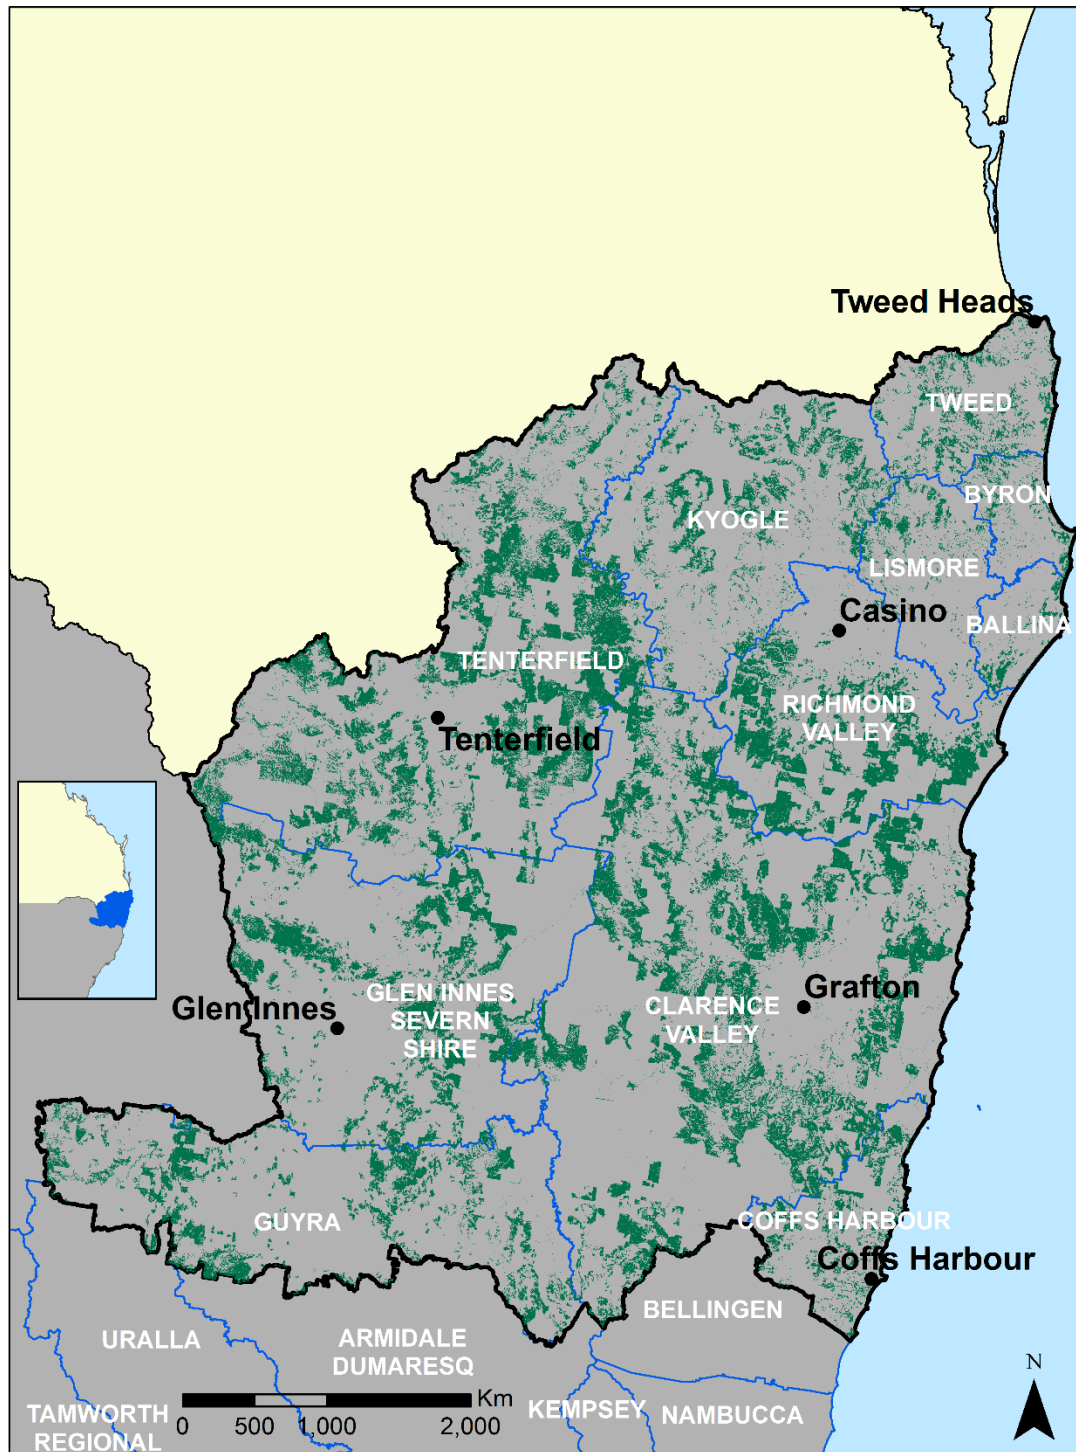 Tweed Heads
TWEED
BYRON
KYOGLE
LISMORE
Casino
BALLINA
TENTERFIELD
RICHMOND
VALLEY
Tenterfield
Grafton
GLEN INNES
SEVERN
SHIRE
CLARENCE
VALLEY
Glen Innes
GUYRA
COFFS HARBOUR
Coffs Harbour
BELLINGEN
URALLA
ARMIDALE
DUMARESQ
N
Km
0 500 1,000 2,000
KEMPSEY
NAMBUCCA
TAMWORTH
REGIONAL